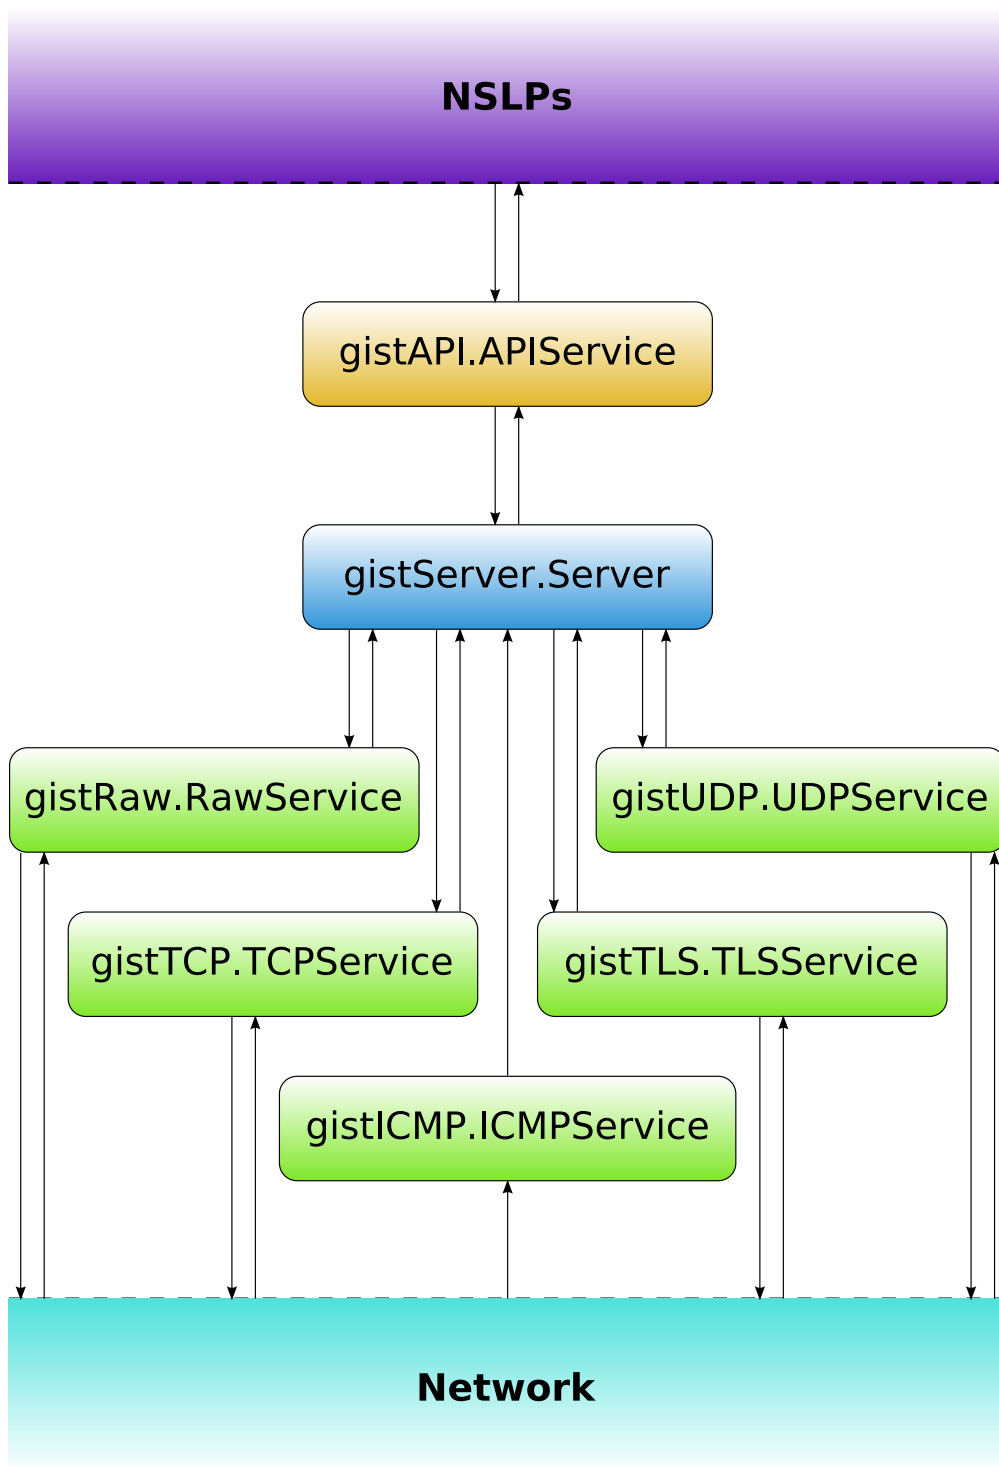 NSLPs
gistAPI.APIService
gistServer.Server
gistRaw.RawService
gistUDP.UDPService
gistTCP.TCPService
gistTLS.TLSService
gistICMP.ICMPService
Network